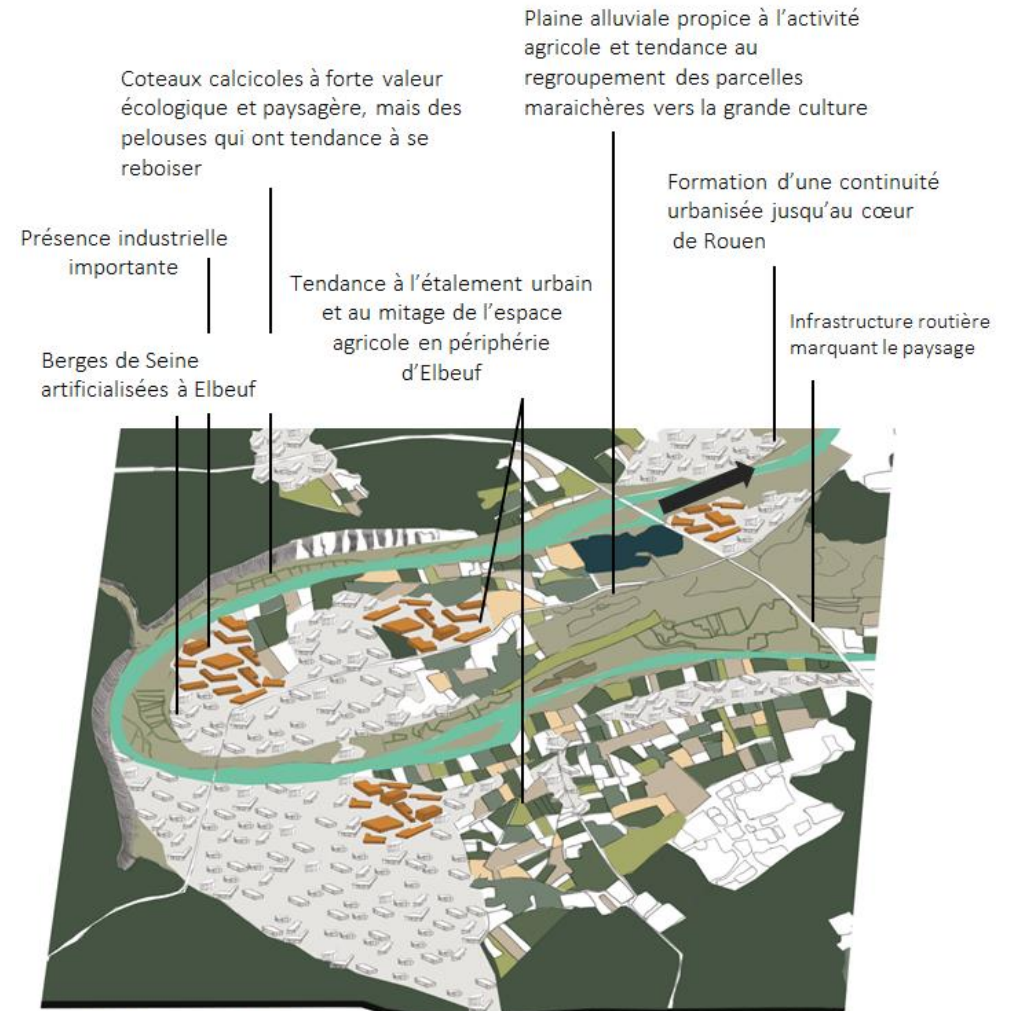 Plaine alluviale propice à l'activité
agricole et tendance au
regroupement des parcelles
maraichères vers la grande culture
Coteaux calcicoles à forte valeur
écologique et paysagère, mais des
pelouses qui ont tendance à se
reboiser
Formation d'une continuité
urbanisée jusqu'au cœur
de Rouen
Présence industrielle
importante
Tendance à l'étalement urbain
et au mitage de l'espace
agricole en périphérie
d'Elbeuf
Infrastructure routière
marquant le paysage
Berges de Seine
artificialisées à Elbeuf